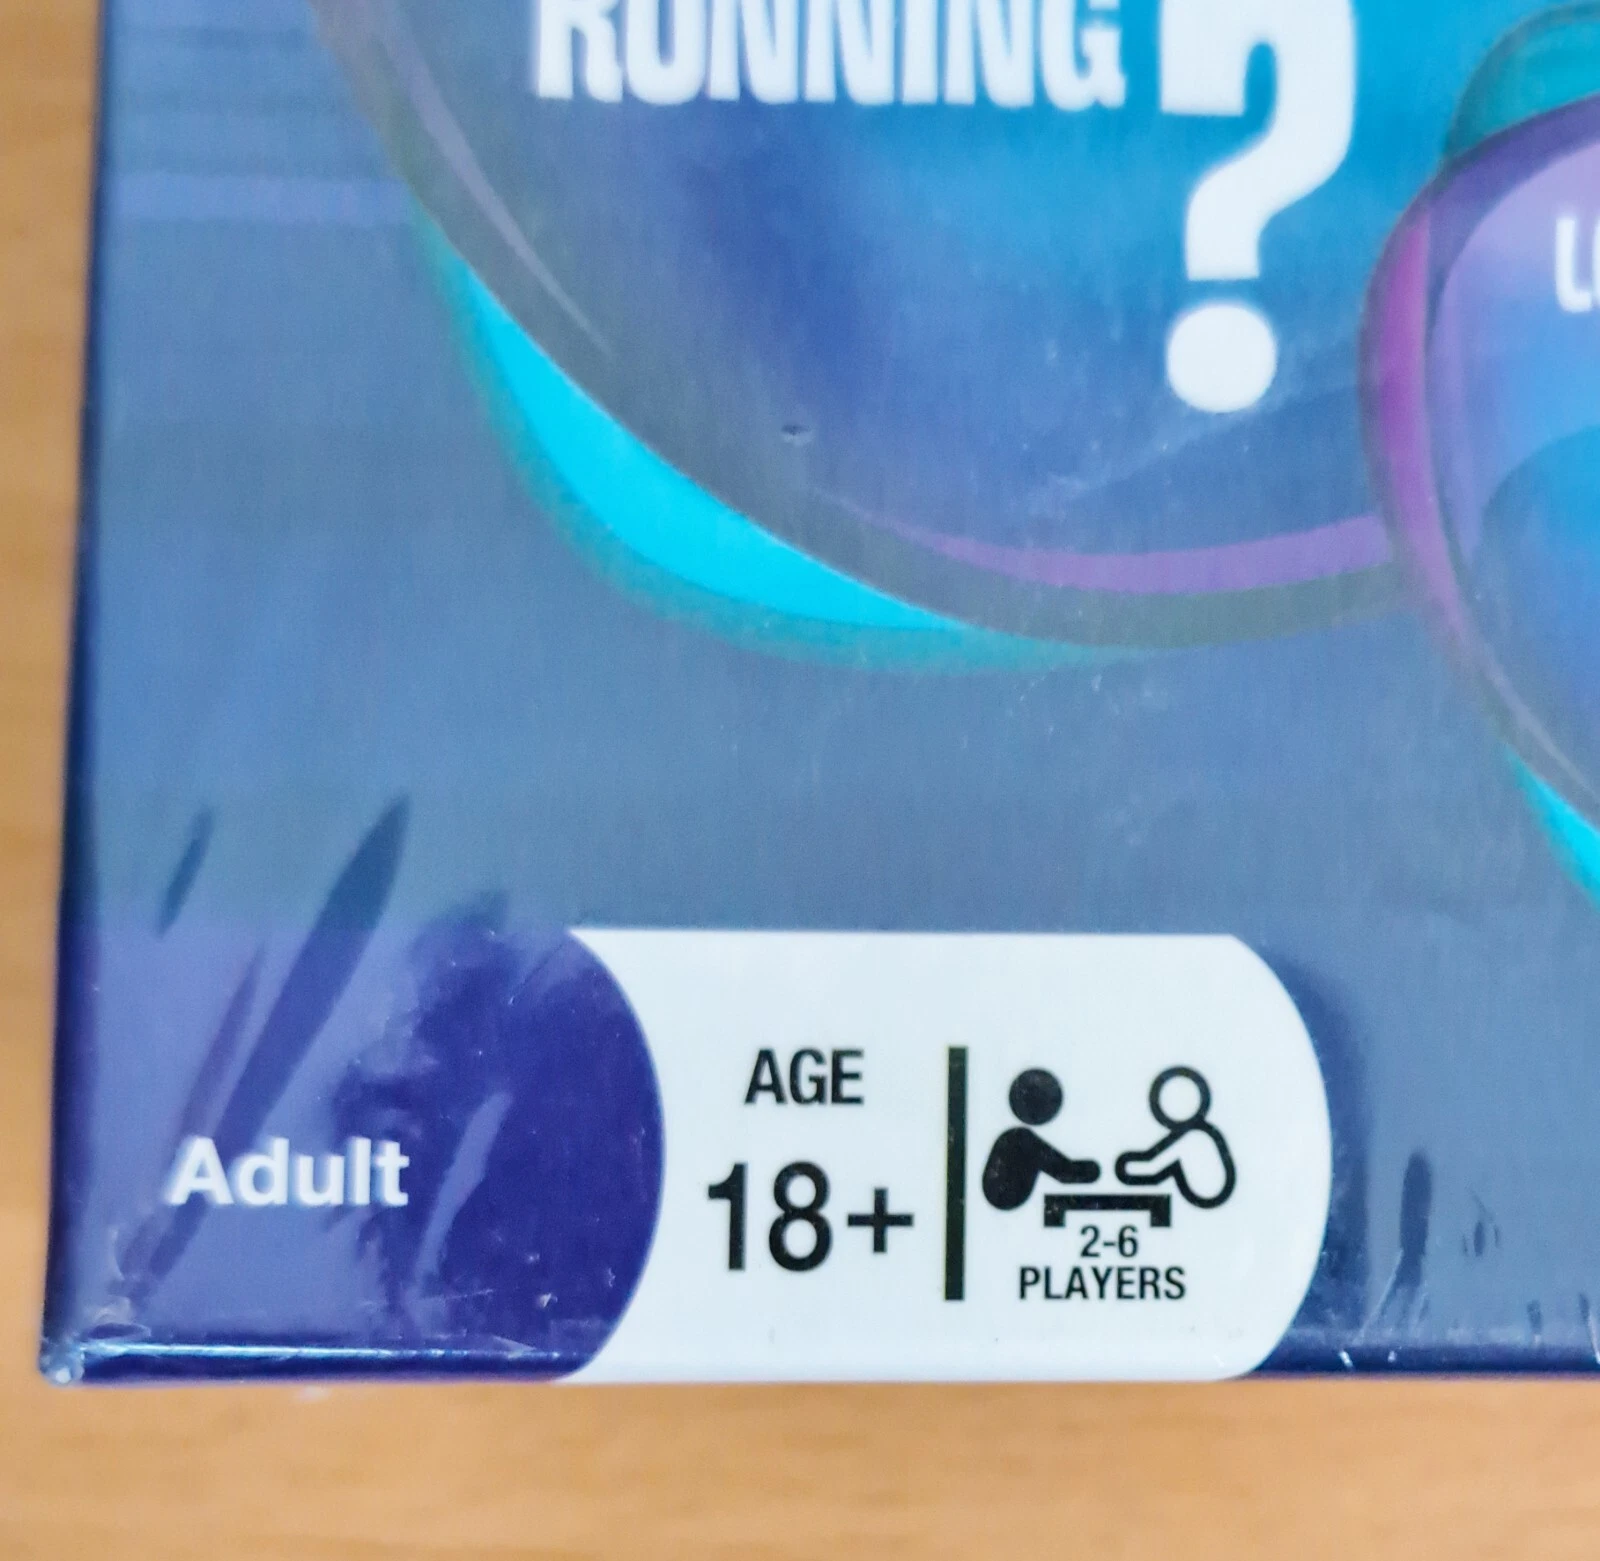 RUNNING?
Adult
AGE
18+
2-6
PLAYERS